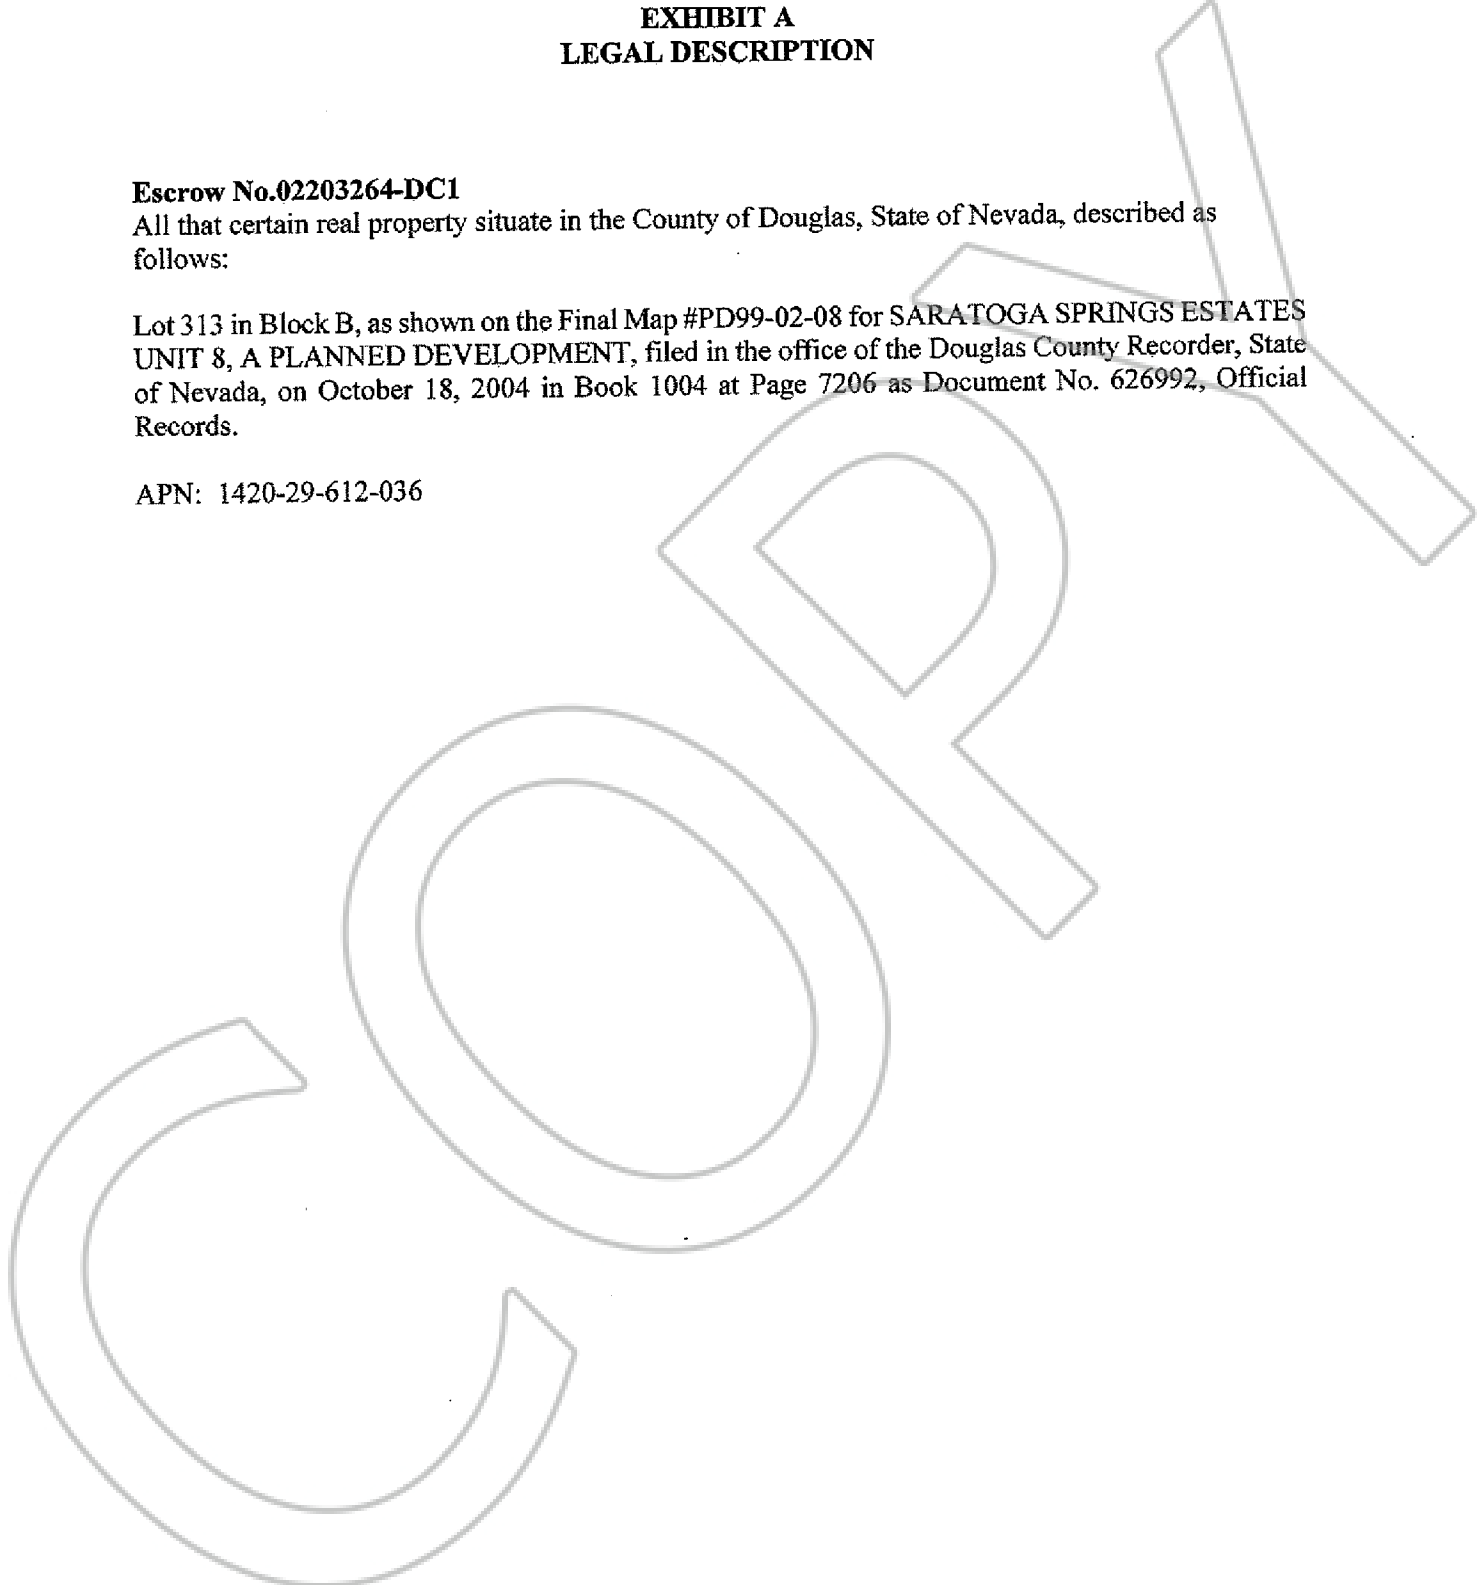 EXHIBIT A
LEGAL DESCRIPTION
Escrow No.02203264-DC1
All that certain real property situate in the County of Douglas, State of Nevada, described as
follows:
Lot 313 in Block B, as shown on the Final Map #PD99-02-08 for SARATOGA SPRINGS ESTATES
UNIT 8, A PLANNED DEVELOPMENT, filed in the office of the Douglas County Recorder, State
of Nevada, on October 18, 2004 in Book 1004 at Page 7206 as Document No. 626992, Official
Records.
APN: 1420-29-612-036
COPY